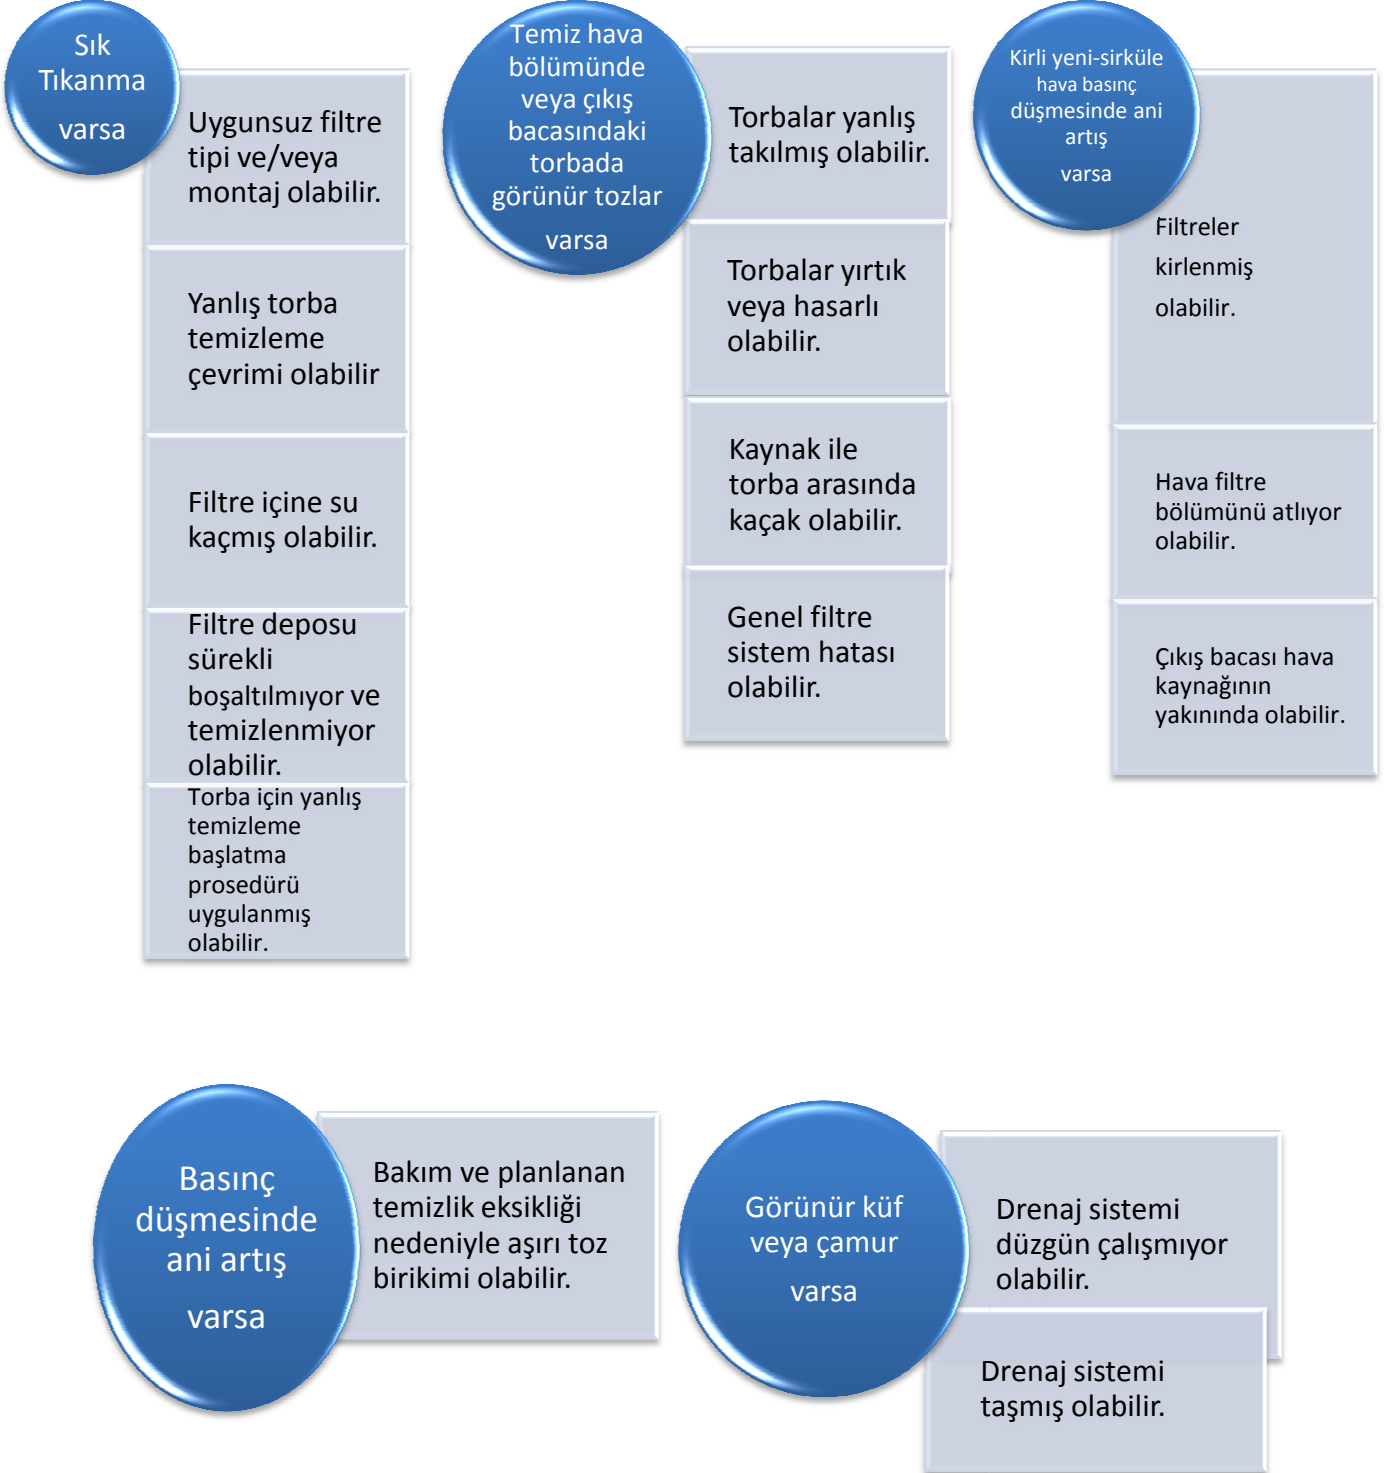 Sık
Tıkanma
varsa
Uygunsuz filtre
tipi ve/veya
montaj olabilir.
Yanlış torba
temizleme
çevrimi olabilir
Filtre içine su
kaçmış olabilir.
Filtre deposu
sürekli
boşaltılmıyor ve
temizlenmiyor
olabilir.
Torba için yanlış
temizleme
başlatma
prosedürü
uygulanmış
olabilir.
Temiz hava
bölümünde
veya çıkış
bacasındaki
torbada
görünür tozlar
varsa
Torbalar yanlış
takılmış olabilir.
Torbalar yırtık
veya hasarlı
olabilir.
Kaynak ile
torba arasında
kaçak olabilir.
Genel filtre
sistem hatası
olabilir.
Kirli yeni-sirküle
hava basınç
düşmesinde ani
artış
varsa
Filtreler
kirlenmiş
olabilir.
Hava filtre
bölümünü atlıyor
olabilir.
Çıkış bacası hava
kaynağının
yakınında olabilir.
Basınç
düşmesinde
ani artış
varsa
Bakım ve planlanan
temizlik eksikliği
nedeniyle aşırı toz
birikimi olabilir.
Görünür küf
veya çamur
varsa
Drenaj sistemi
düzgün çalışmıyor
olabilir.
Drenaj sistemi
taşmış olabilir.